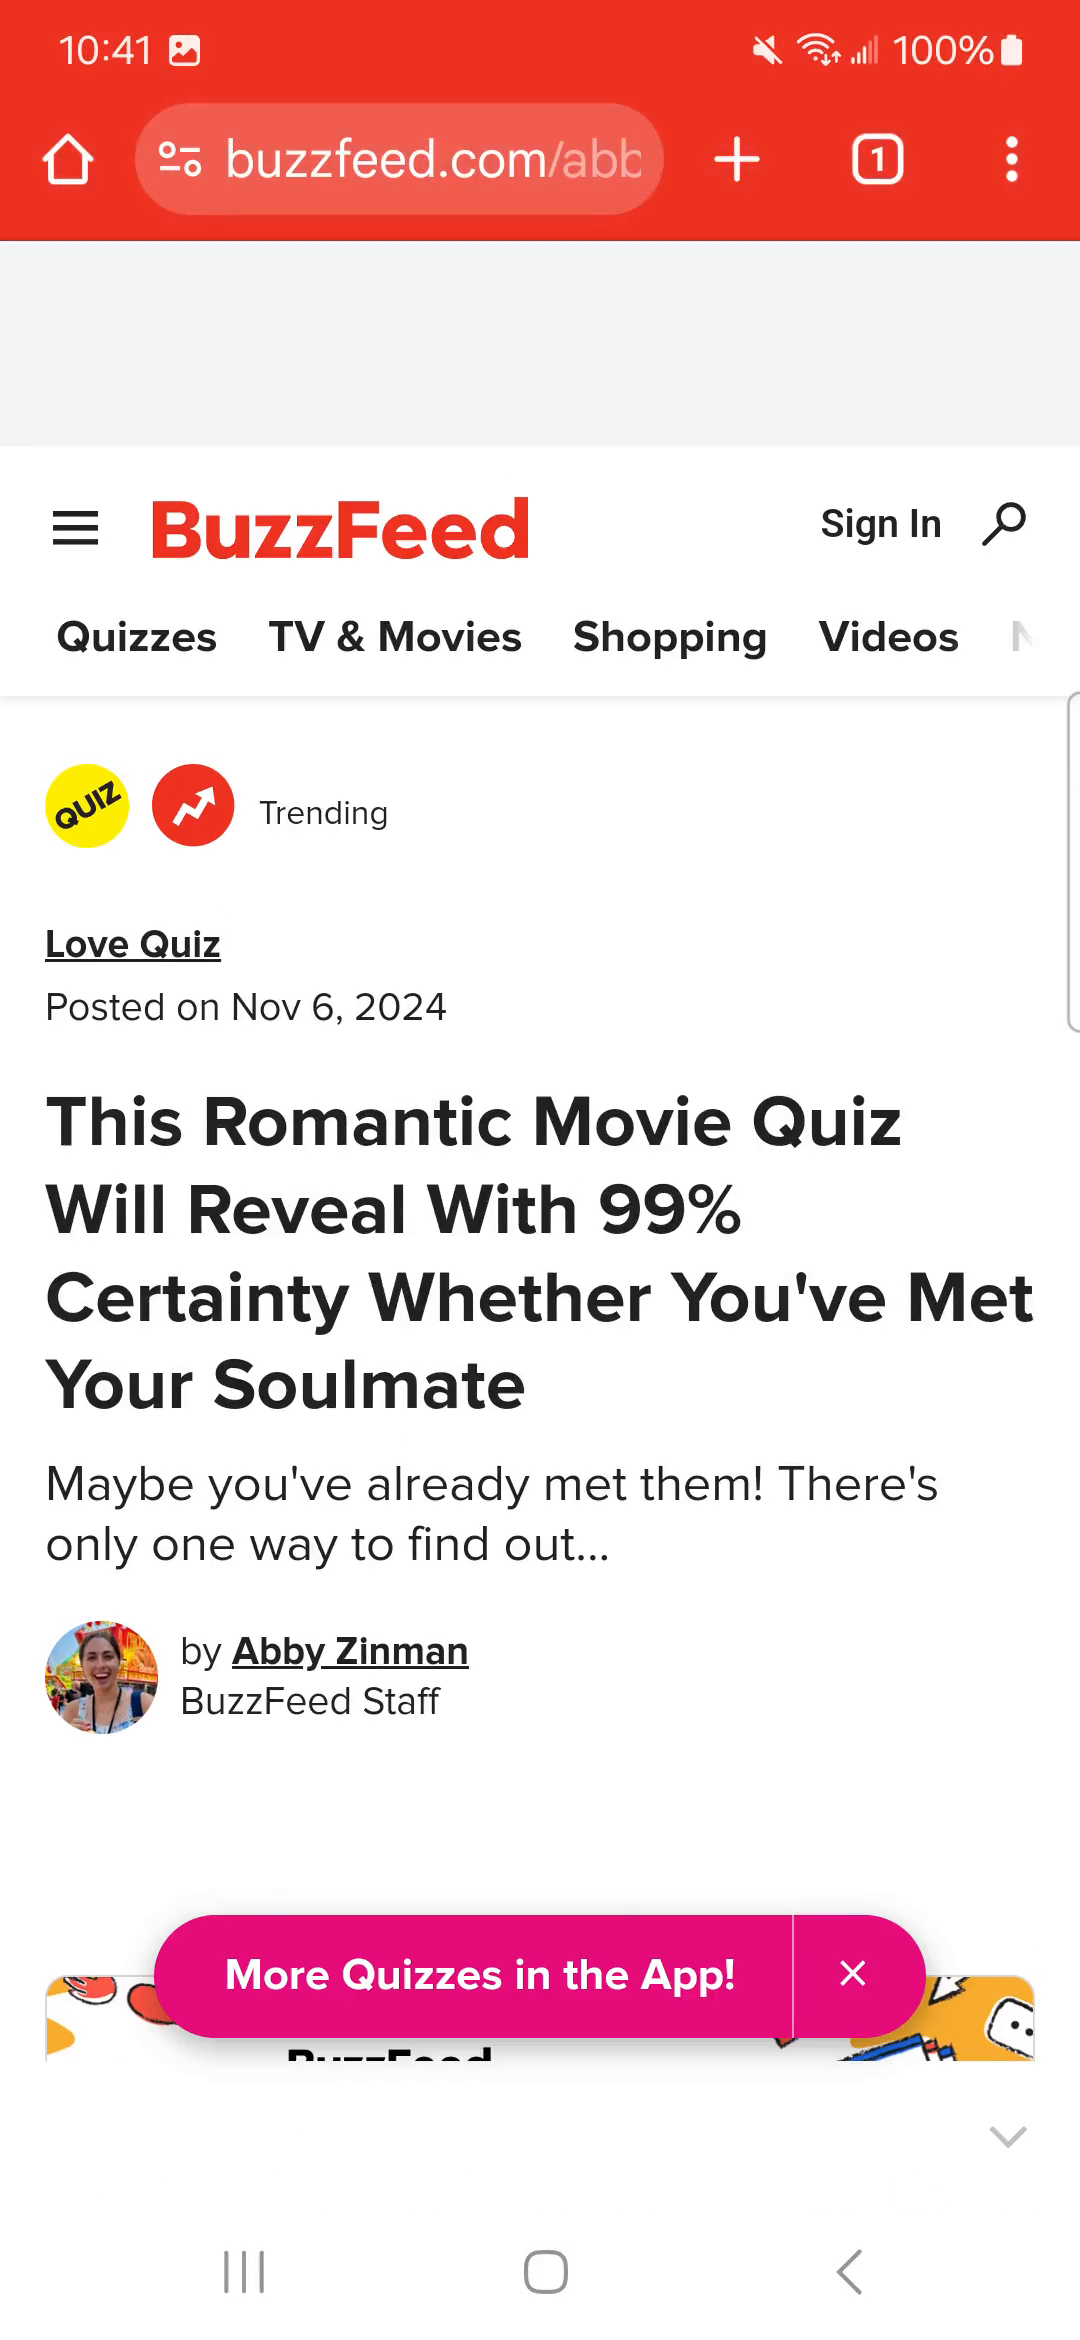 10:41 100%
buzzfeed.com/abb
1
BuzzFeed Sign In
Quizzes TV & Movies Shopping Videos N
QUIZ Trending
Love Quiz
Posted on Nov 6, 2024
This Romantic Movie Quiz
Will Reveal With 99%
Certainty Whether You've Met
Your Soulmate
Maybe you've already met them! There's
only one way to find out...
by Abby Zinman
BuzzFeed Staff
More Quizzes in the App!
BuzzFeed